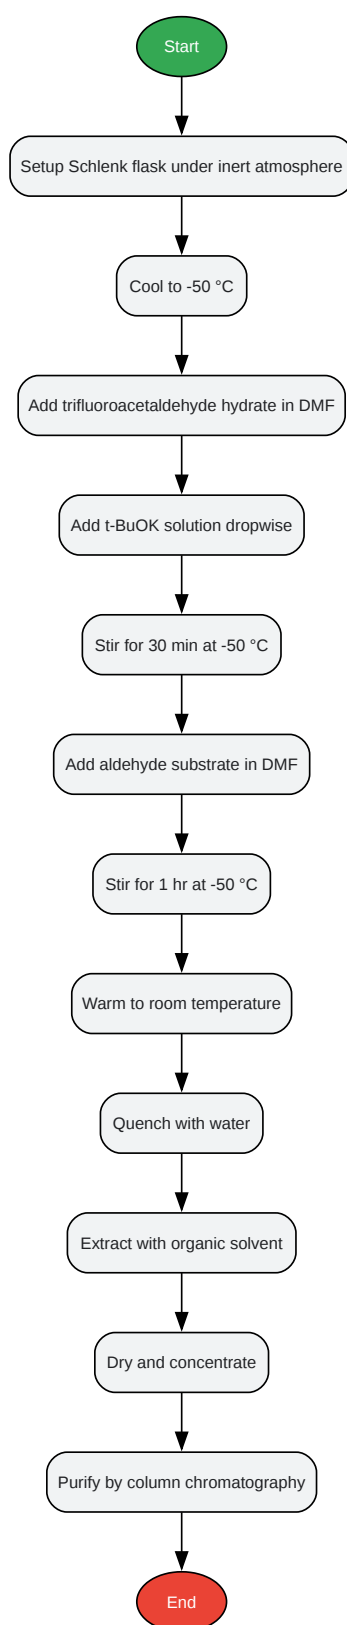 Start
Setup Schlenk flask under inert atmosphere
Cool to -50 °C
Add trifluoroacetaldehyde hydrate in DMF
Add t-BuOK solution dropwise
Stir for 30 min at -50 °C
Add aldehyde substrate in DMF
Stir for 1 hr at -50 °C
Warm to room temperature
Quench with water
Extract with organic solvent
Dry and concentrate
Purify by column chromatography
End